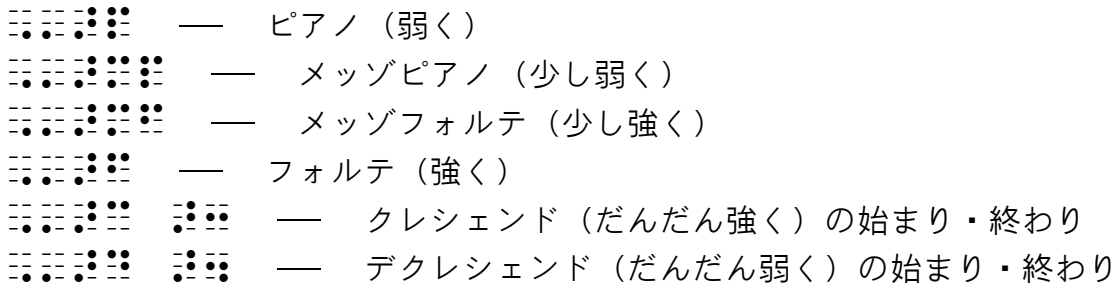 ⠠⠄⠜⠏ ― ピアノ（弱く）
⠠⠄⠜⠍⠏ ― メッゾピアノ（少し弱く）
⠠⠄⠜⠍⠋ ― メッゾフォルテ（少し強く）
⠠⠄⠜⠋ ― フォルテ（強く）
⠠⠄⠜⠉ ⠜⠒ ― クレシェンド（だんだん強く）の始まり・終わり
⠠⠄⠜⠙ ⠜⠲ ― デクレシェンド（だんだん弱く）の始まり・終わり